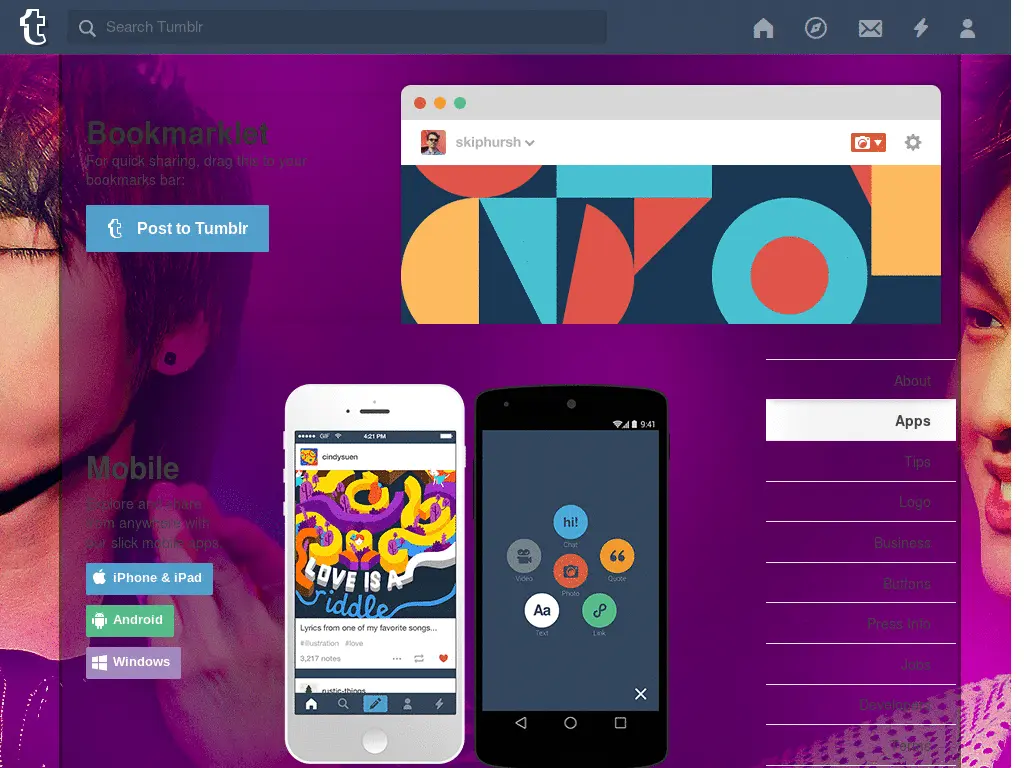 Search Tumblr
Bookmarklet
For quick sharing, drag this to your
bookmarks bar:
Post to Tumblr
skiphursh
Mobile
Explore and share
from anywhere with
our slick mobile apps.
iPhone & iPad
Android
Windows
GIF
4:21 PM
cindysuen
LOVE IS A
riddle
Lyrics from one of my favorite songs...
#illustration #love
3,217 notes
rustic-things
9:41
hi!
Chat
Video
Photo
Quote
Aa
Text
Link
About
Apps
Tips
Logo
Business
Buttons
Press Info
Jobs
Developers
Terms